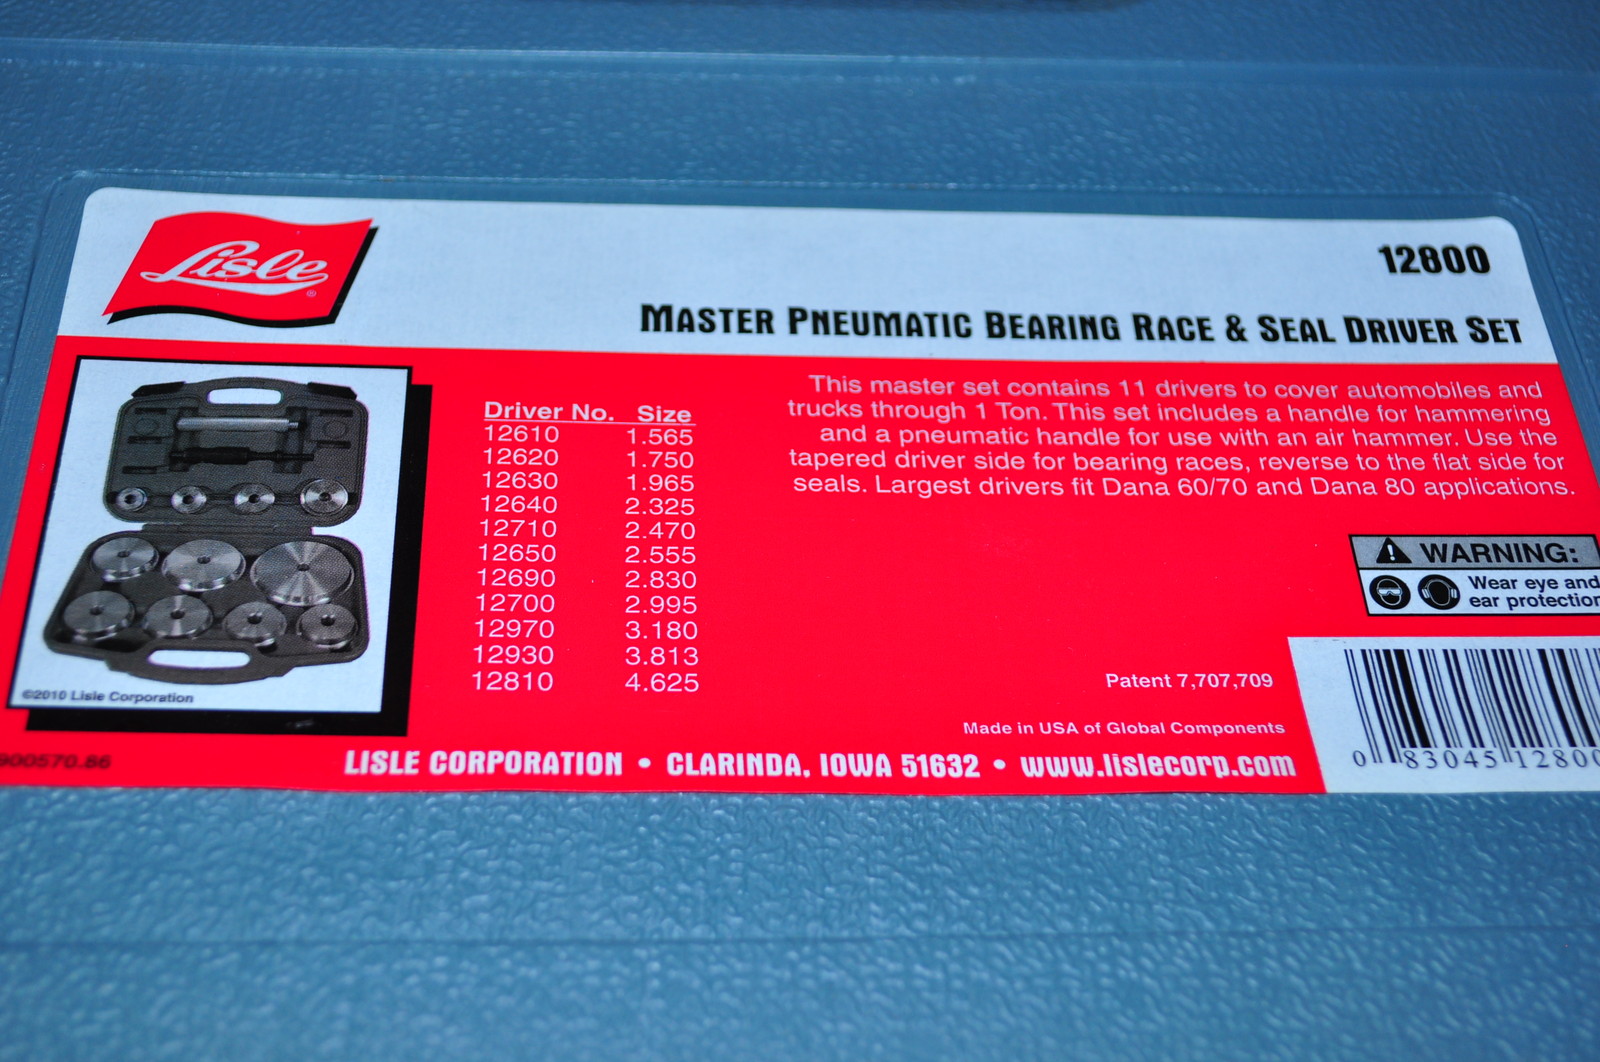 Lisle®
12800
MASTER PNEUMATIC BEARING RACE & SEAL DRIVER SET
©2010 Lisle Corporation
Driver No. Size
12610 1.565
12620 1.750
12630 1.965
12640 2.325
12710 2.470
12650 2.555
12690 2.830
12700 2.995
12970 3.180
12930 3.813
12810 4.625
This master set contains 11 drivers to cover automobiles and
trucks through 1 Ton. This set includes a handle for hammering
and a pneumatic handle for use with an air hammer. Use the
tapered driver side for bearing races, reverse to the flat side for
seals. Largest drivers fit Dana 60/70 and Dana 80 applications.
WARNING:
Wear eye and
ear protection
Patent 7,707,709
Made in USA of Global Components
900570.86
LISLE CORPORATION • CLARINDA, IOWA 51632 • www.lislecorp.com
0 83045 12800